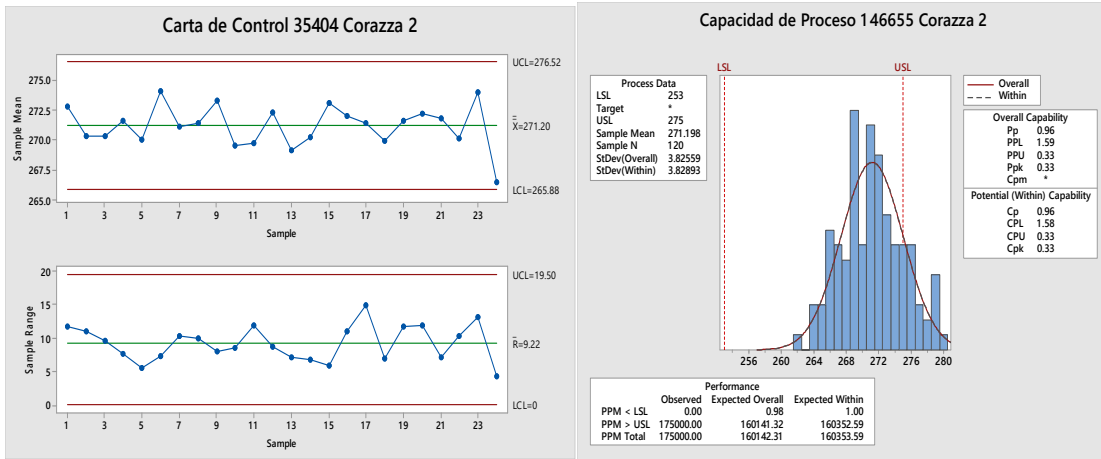 Carta de Control 35404 Corazza 2
UCL=276.52
X=271.20
LCL=265.88
Sample Mean
275.0
272.5
270.0
267.5
265.0
1 3 5 7 9 11 13 15 17 19 21 23
Sample
UCL=19.50
R=9.22
LCL=0
Sample Range
20
15
10
5
0
1 3 5 7 9 11 13 15 17 19 21 23
Sample
Capacidad de Proceso 146655 Corazza 2
LSL USL
Process Data
LSL 253
Target *
USL 275
Sample Mean 271.198
Sample N 120
StDev(Overall) 3.82559
StDev(Within) 3.82893
Overall
Within
Overall Capability
Pp 0.96
PPL 1.59
PPU 0.33
Ppk 0.33
Cpm *
Potential (Within) Capability
Cp 0.96
CPL 1.58
CPU 0.33
Cpk 0.33
256 260 264 268 272 276 280
Performance
Observed Expected Overall Expected Within
PPM < LSL 0.00 0.98 1.00
PPM > USL 175000.00 160141.32 160352.59
PPM Total 175000.00 160142.31 160353.59